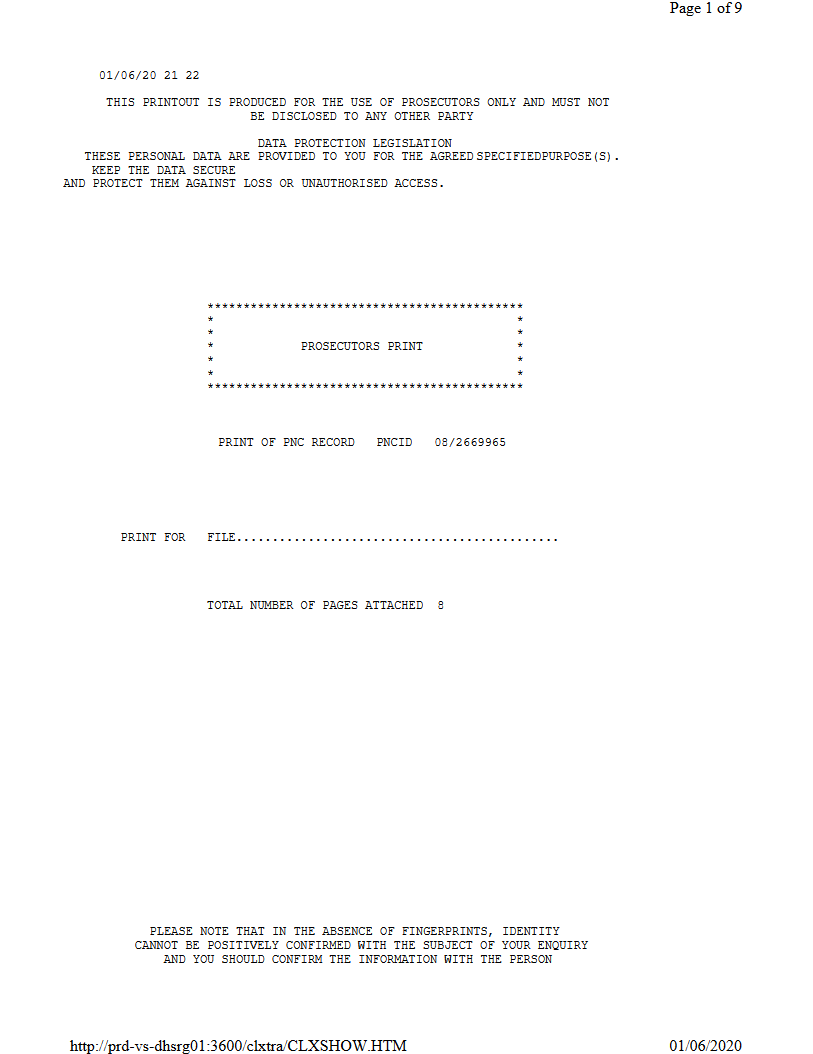 Page 1 of 9
01/06/20 21 22
THIS PRINTOUT IS PRODUCED FOR THE USE OF PROSECUTORS ONLY AND MUST NOT
BE DISCLOSED TO ANY OTHER PARTY
DATA PROTECTION LEGISLATION
THESE PERSONAL DATA ARE PROVIDED TO YOU FOR THE AGREED SPECIFIEDPURPOSE(S).
KEEP THE DATA SECURE
AND PROTECT THEM AGAINST LOSS OR UNAUTHORISED ACCESS.
********************************************
* *
* *
* PROSECUTORS PRINT *
* *
* *
********************************************
PRINT OF PNC RECORD PNCID 08/2669965
PRINT FOR FILE.............................................
TOTAL NUMBER OF PAGES ATTACHED 8
PLEASE NOTE THAT IN THE ABSENCE OF FINGERPRINTS, IDENTITY
CANNOT BE POSITIVELY CONFIRMED WITH THE SUBJECT OF YOUR ENQUIRY
AND YOU SHOULD CONFIRM THE INFORMATION WITH THE PERSON
http://prd-vs-dhsrg01:3600/clxtra/CLXSHOW.HTM 01/06/2020